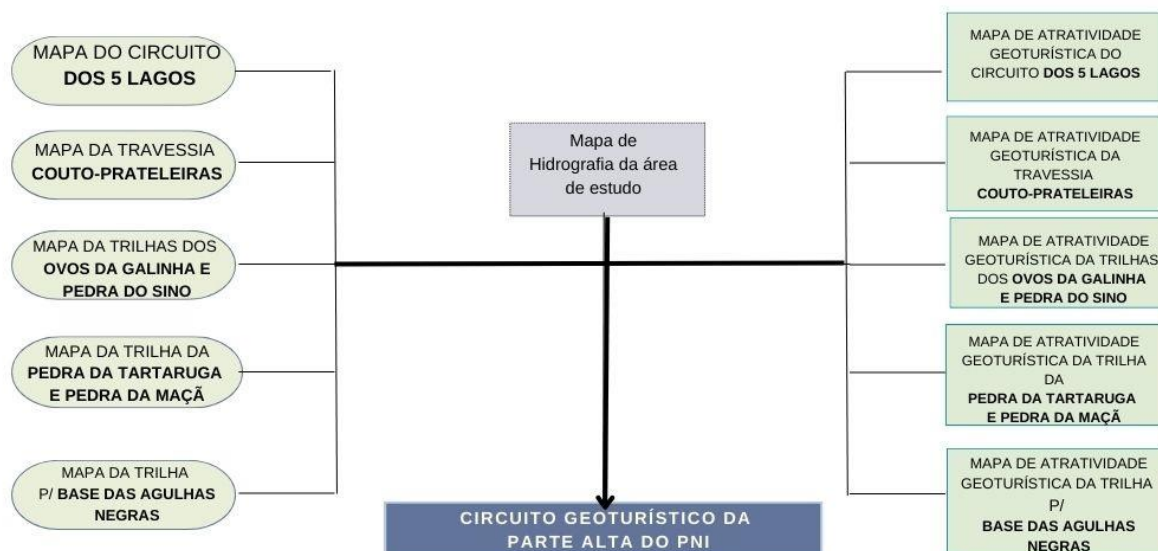 MAPA DO CIRCUITO
DOS 5 LAGOS
MAPA DA TRAVESSIA
COUTO-PRATELEIRAS
MAPA DA TRILHAS DOS
OVOS DA GALINHA E
PEDRA DO SINO
MAPA DA TRILHA DA
PEDRA DA TARTARUGA
E PEDRA DA MAÇÃ
MAPA DA TRILHA
P/ BASE DAS AGULHAS
NEGRAS
Mapa de
Hidrografia da área
de estudo
CIRCUITO GEOTURÍSTICO DA
PARTE ALTA DO PNI
MAPA DE ATRATIVIDADE
GEOTURÍSTICA DO
CIRCUITO DOS 5 LAGOS
MAPA DE ATRATIVIDADE
GEOTURÍSTICA DA
TRAVESSIA
COUTO-PRATELEIRAS
MAPA DE ATRATIVIDADE
GEOTURÍSTICA DA TRILHAS
DOS OVOS DA GALINHA
E PEDRA DO SINO
MAPA DE ATRATIVIDADE
GEOTURÍSTICA DA TRILHA
DA
PEDRA DA TARTARUGA
E PEDRA DA MAÇÃ
MAPA DE ATRATIVIDADE
GEOTURÍSTICA DA TRILHA
P/
BASE DAS AGULHAS
NEGRAS